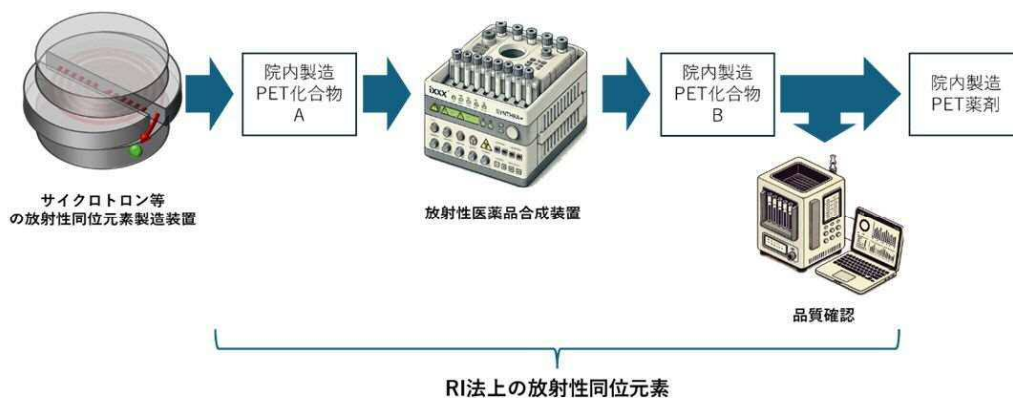 院内製造
PET化合物
A
院内製造
PET化合物
B
院内製造
PET薬剤
ixxx
サイクロトロン等
の放射性同位元素製造装置
放射性医薬品合成装置
品質確認
RI法上の放射性同位元素